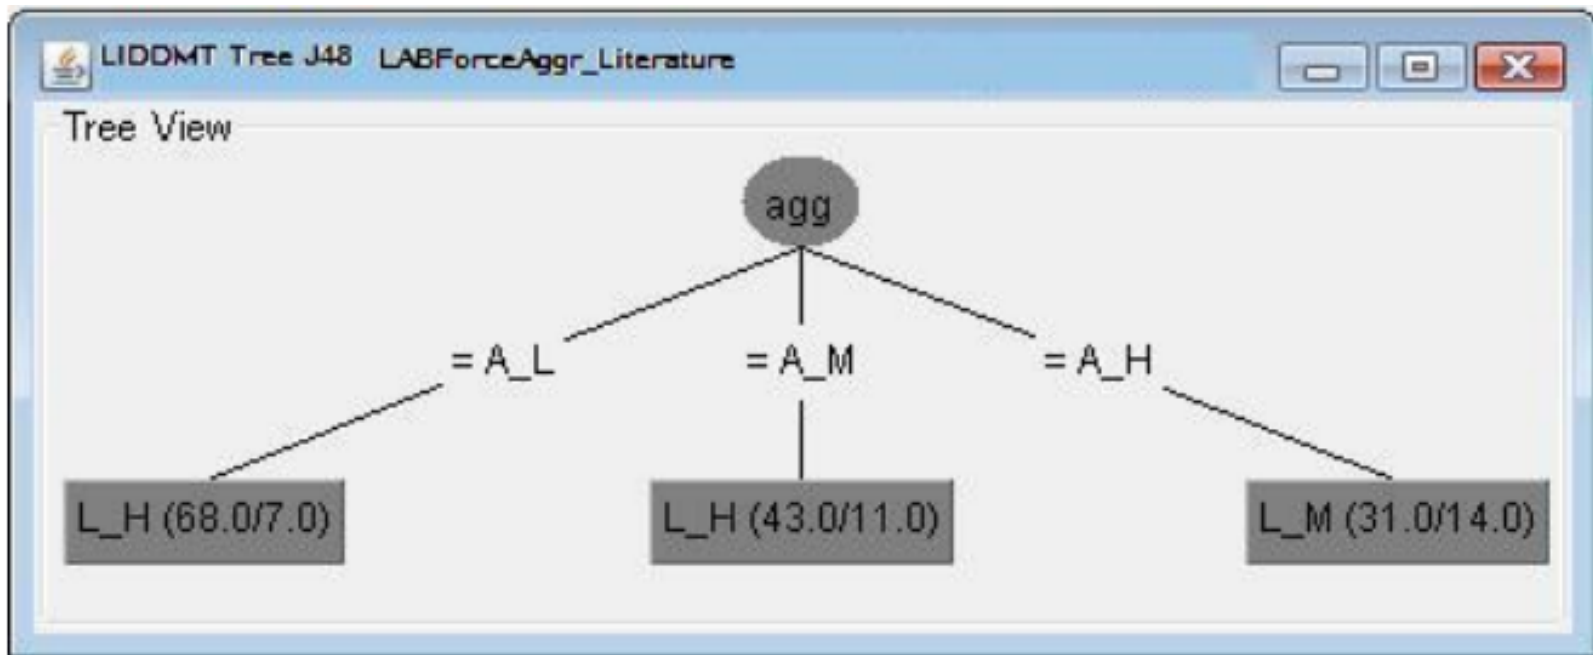 LIDDMT Tree J48 LABForceAggr_Literature
Tree View
agg
= A_L = A_M = A_H
L_H (68.0/7.0) L_H (43.0/11.0) L_M (31.0/14.0)